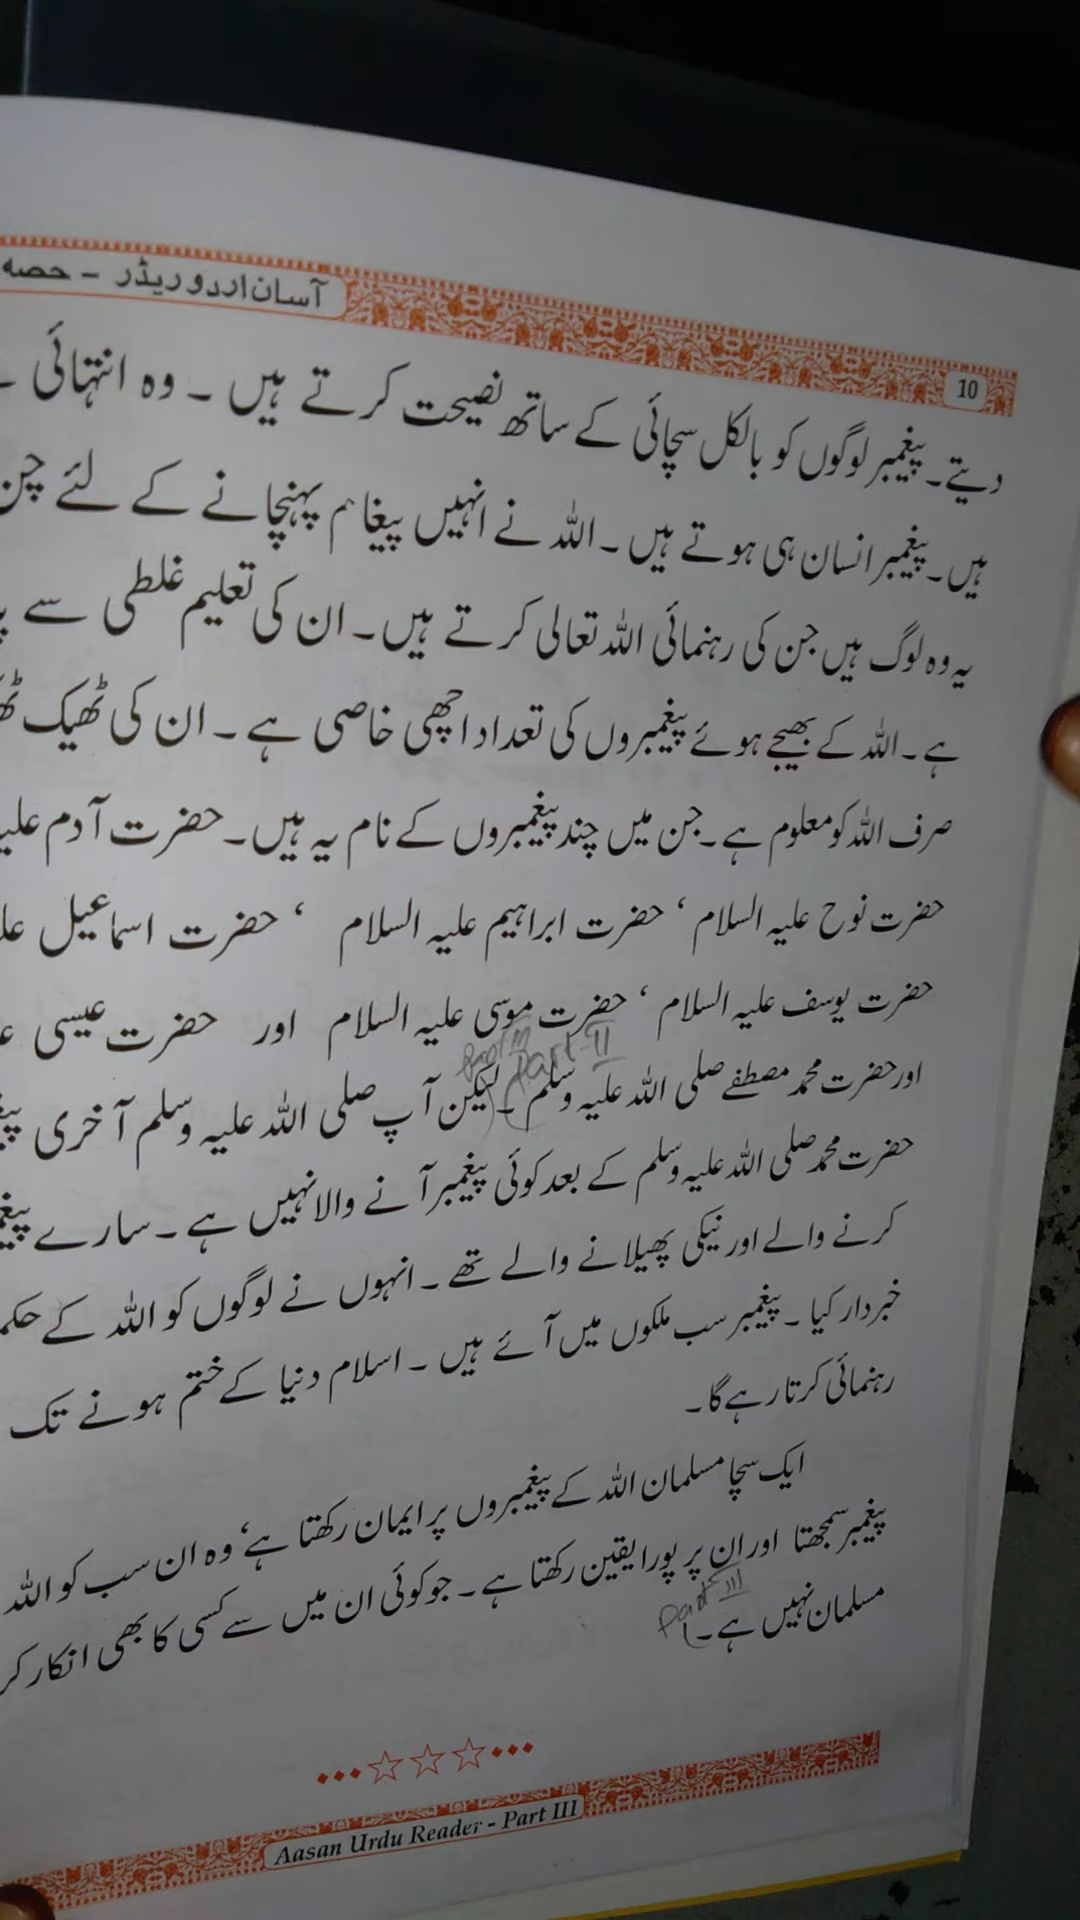 آسان اردو ریڈر - حصہ
10
دیتے۔ پیغمبر لوگوں کو بالکل سچائی کے ساتھ نصیحت کرتے ہیں ۔ وہ انتہائی
ہیں۔ پیغمبر انسان ہی ہوتے ہیں ۔ اللہ نے انہیں پیغام پہنچانے کے لئے چن
یہ وہ لوگ ہیں جن کی رہنمائی اللہ تعالی کرتے ہیں۔ ان کی تعلیم غلطی سے
ہے۔ اللہ کے بھیجے ہوئے پیغمبروں کی تعداد اچھی خاصی ہے ۔ ان کی ٹھیک
صرف اللہ کو معلوم ہے ۔ جن میں چند پیغمبروں کے نام یہ ہیں۔ حضرت آدم
حضرت نوح علیہ السلام ‘ حضرت ابراہیم علیہ السلام ‘ حضرت اسماعیل
حضرت یوسف علیہ السلام ‘ حضرت موسی علیہ السلام اور حضرت عیسی
Part III Part-II
اور حضرت محمد مصطفے صلی اللہ علیہ وسلم ۔ لیکن آپ صلی اللہ علیہ وسلم آخری
حضرت محمد صلی اللہ علیہ وسلم کے بعد کوئی پیغمبر آنے والا نہیں ہے ۔ سارے
کرنے والے اور نیکی پھیلانے والے تھے ۔ انہوں نے لوگوں کو اللہ کے
خبردار کیا ۔ پیغمبر سب ملکوں میں آئے ہیں ۔ اسلام دنیا کے ختم ہونے تک
رہنمائی کرتا رہے گا ۔
ایک سچا مسلمان اللہ کے پیغمبروں پر ایمان رکھتا ہے‘ وہ ان سب کو اللہ
پیغمبر سمجھتا اور ان پر پورا یقین رکھتا ہے ۔ جو کوئی ان میں سے کسی کا بھی انکار
مسلمان نہیں ہے ۔
Part III
Aasan Urdu Reader - Part III